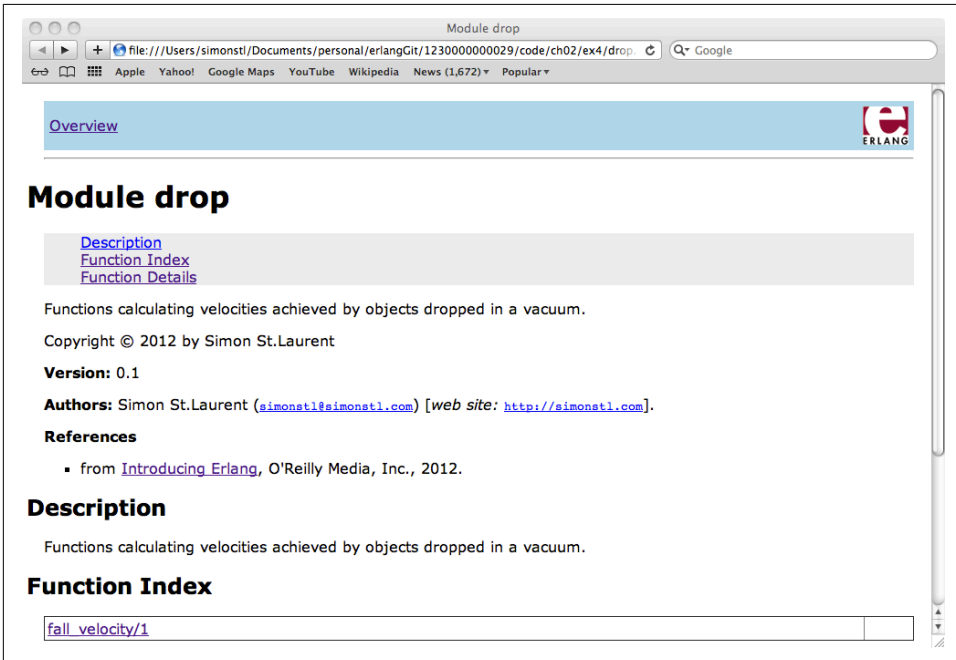 Module drop
file:///Users/simonstl/Documents/personal/erlangGit/1230000000029/code/ch02/ex4/drop.
Google
Apple Yahoo! Google Maps YouTube Wikipedia News (1,672) Popular
Overview
ERLANG
Module drop
Description
Function Index
Function Details
Functions calculating velocities achieved by objects dropped in a vacuum.
Copyright © 2012 by Simon St.Laurent
Version: 0.1
Authors: Simon St.Laurent (simonstl@simonstl.com) [web site: http://simonstl.com].
References
▪ from Introducing Erlang, O'Reilly Media, Inc., 2012.
Description
Functions calculating velocities achieved by objects dropped in a vacuum.
Function Index
fall_velocity/1